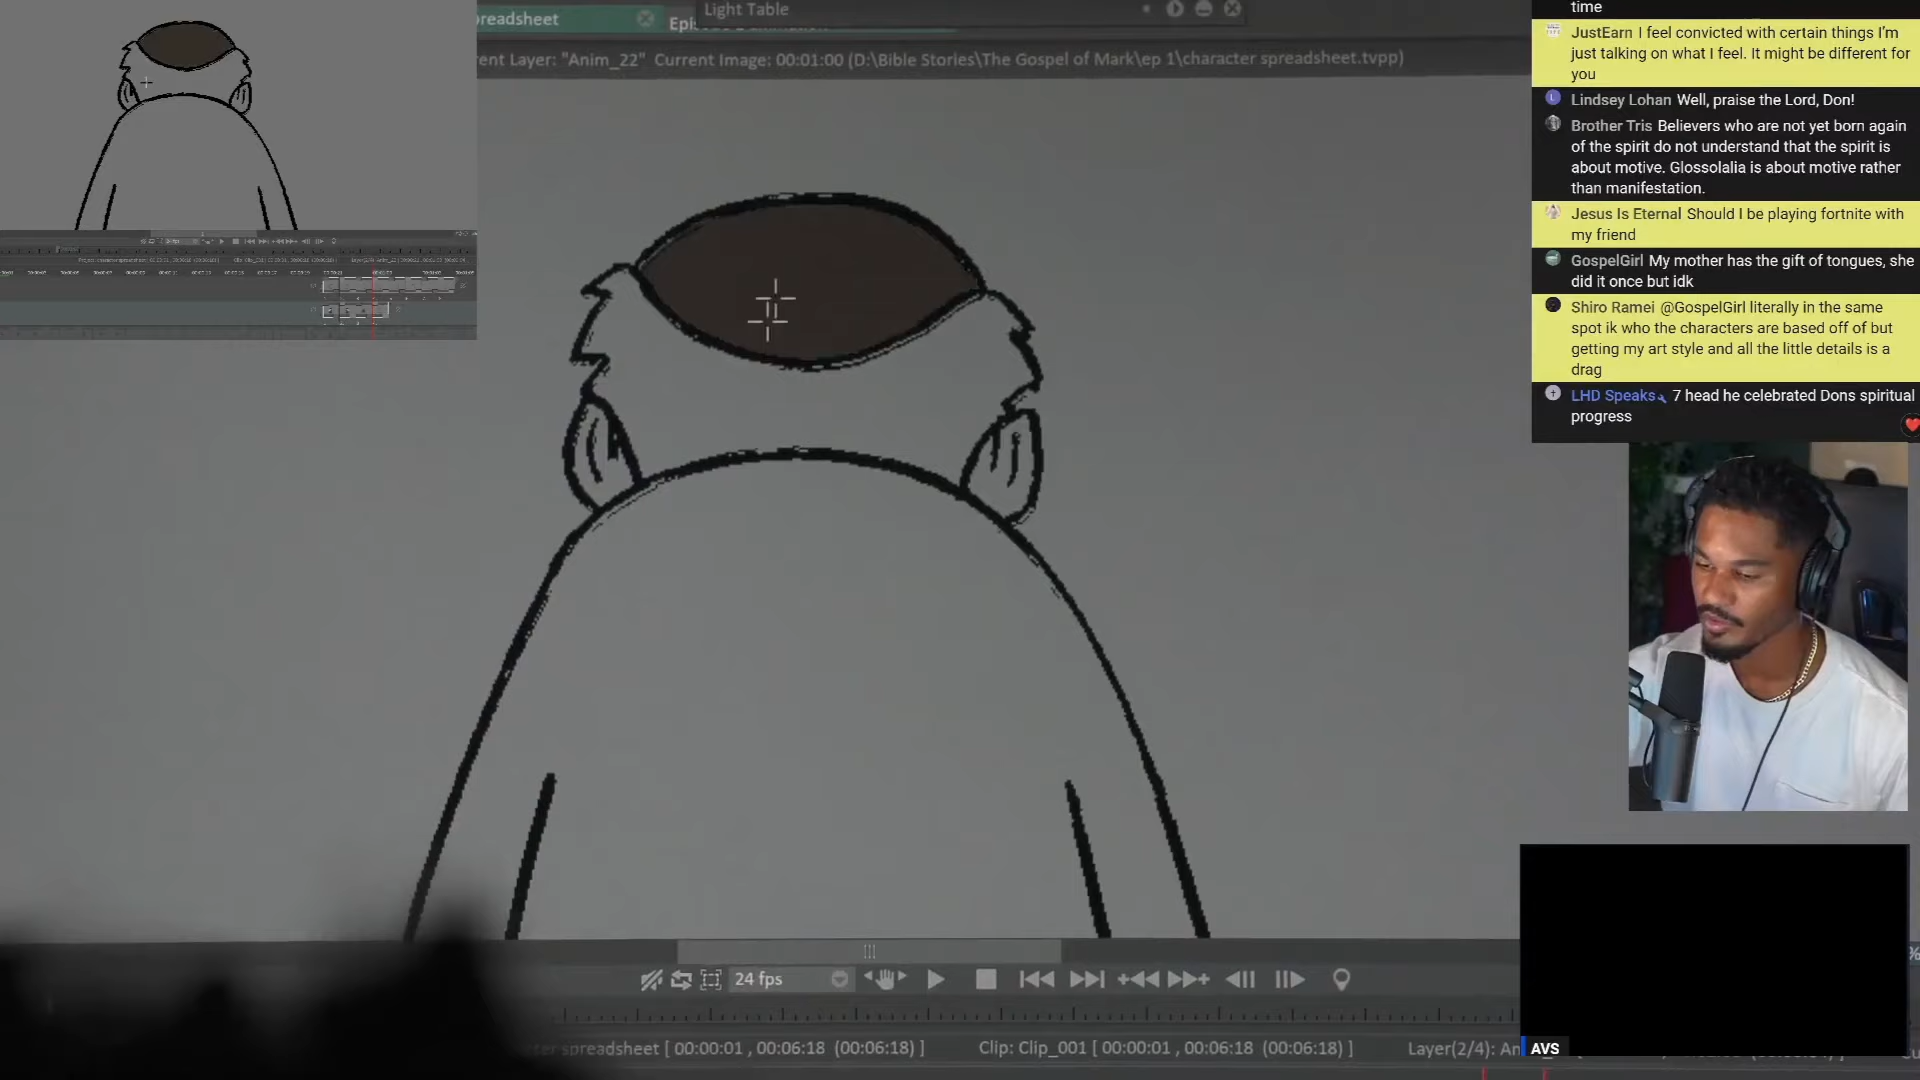 preadsheet
Light Table
rent Layer: "Anim_22" Current Image: 00:01:00 (D:\Bible Stories\The Gospel of Mark\ep 1\character spreadsheet.tvpp)
time
JustEarn I feel convicted with certain things I'm
just talking on what I feel. It might be different for
you
Lindsey Lohan Well, praise the Lord, Don!
Brother Tris Believers who are not yet born again
of the spirit do not understand that the spirit is
about motive. Glossolalia is about motive rather
than manifestation.
Jesus Is Eternal Should I be playing fortnite with
my friend
GospelGirl My mother has the gift of tongues, she
did it once but idk
Shiro Ramei @GospelGirl literally in the same
spot ik who the characters are based off of but
getting my art style and all the little details is a
drag
LHD Speaks 7 head he celebrated Dons spiritual
progress
24 fps
spreadsheet [ 00:00:01 , 00:06:18 (00:06:18) ]
Clip: Clip_001 [ 00:00:01 , 00:06:18 (00:06:18) ]
Layer(2/4): An
AVS